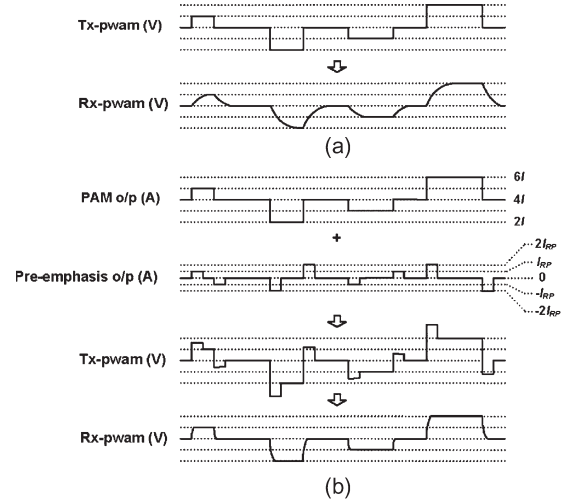 Tx-pwam (V)
Rx-pwam (V)
(a)
PAM o/p (A)
6I
4I
2I
+
Pre-emphasis o/p (A)
2I_RP
I_RP
0
-I_RP
-2I_RP
Tx-pwam (V)
Rx-pwam (V)
(b)